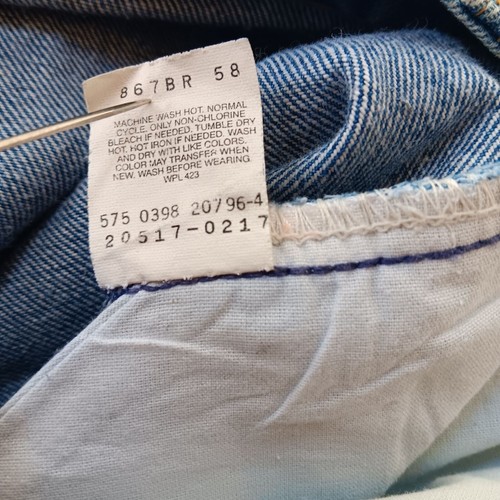 867BR 58
MACHINE WASH HOT. NORMAL
CYCLE. ONLY NON-CHLORINE
BLEACH IF NEEDED. TUMBLE DRY
HOT. HOT IRON IF NEEDED. WASH
AND DRY WITH LIKE COLORS.
COLOR MAY TRANSFER WHEN
NEW. WASH BEFORE WEARING
WPL 423
575 0398 20796-4
20517-0217